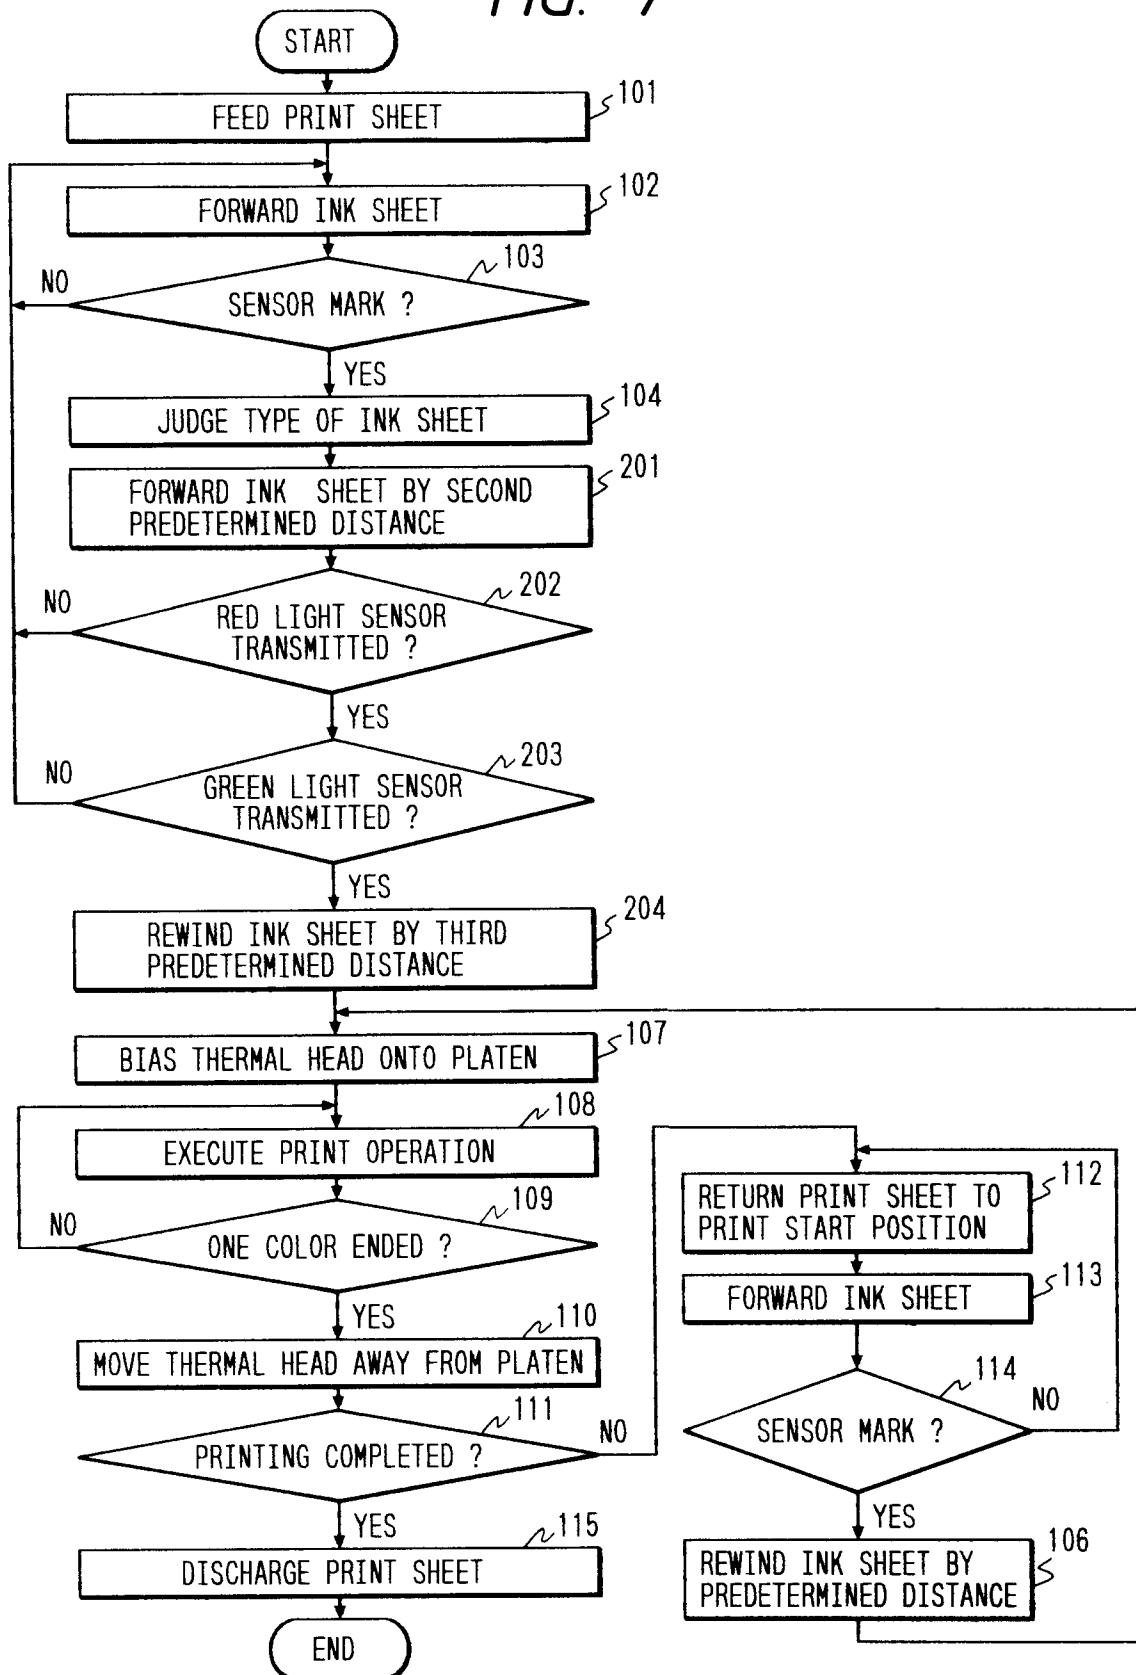 FIG.
START
101
FEED PRINT SHEET
102
FORWARD INK SHEET
103
NO
SENSOR MARK ?
YES
104
JUDGE TYPE OF INK SHEET
201
FORWARD INK SHEET BY SECOND
PREDETERMINED DISTANCE
202
NO
RED LIGHT SENSOR
TRANSMITTED ?
YES
203
NO
GREEN LIGHT SENSOR
TRANSMITTED ?
YES
204
REWIND INK SHEET BY THIRD
PREDETERMINED DISTANCE
107
BIAS THERMAL HEAD ONTO PLATEN
108
EXECUTE PRINT OPERATION
109
NO
ONE COLOR ENDED ?
YES
110
MOVE THERMAL HEAD AWAY FROM PLATEN
111
NO
PRINTING COMPLETED ?
YES
115
DISCHARGE PRINT SHEET
END
112
RETURN PRINT SHEET TO
PRINT START POSITION
113
FORWARD INK SHEET
114
NO
SENSOR MARK ?
YES
106
REWIND INK SHEET BY
PREDETERMINED DISTANCE